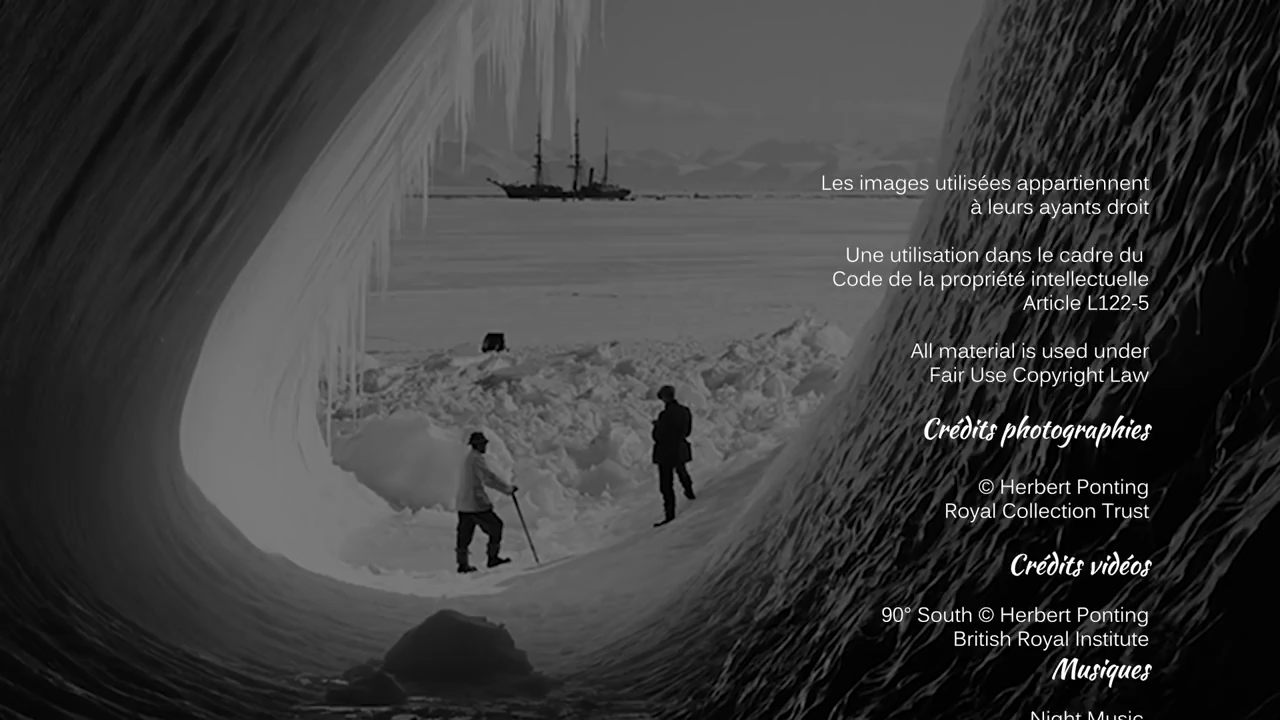 Les images utilisées appartiennent
à leurs ayants droit
Une utilisation dans le cadre du
Code de la propriété intellectuelle
Article L122-5
All material is used under
Fair Use Copyright Law
Crédits photographies
© Herbert Ponting
Royal Collection Trust
Crédits vidéos
90° South © Herbert Ponting
British Royal Institute
Musiques
Night Music